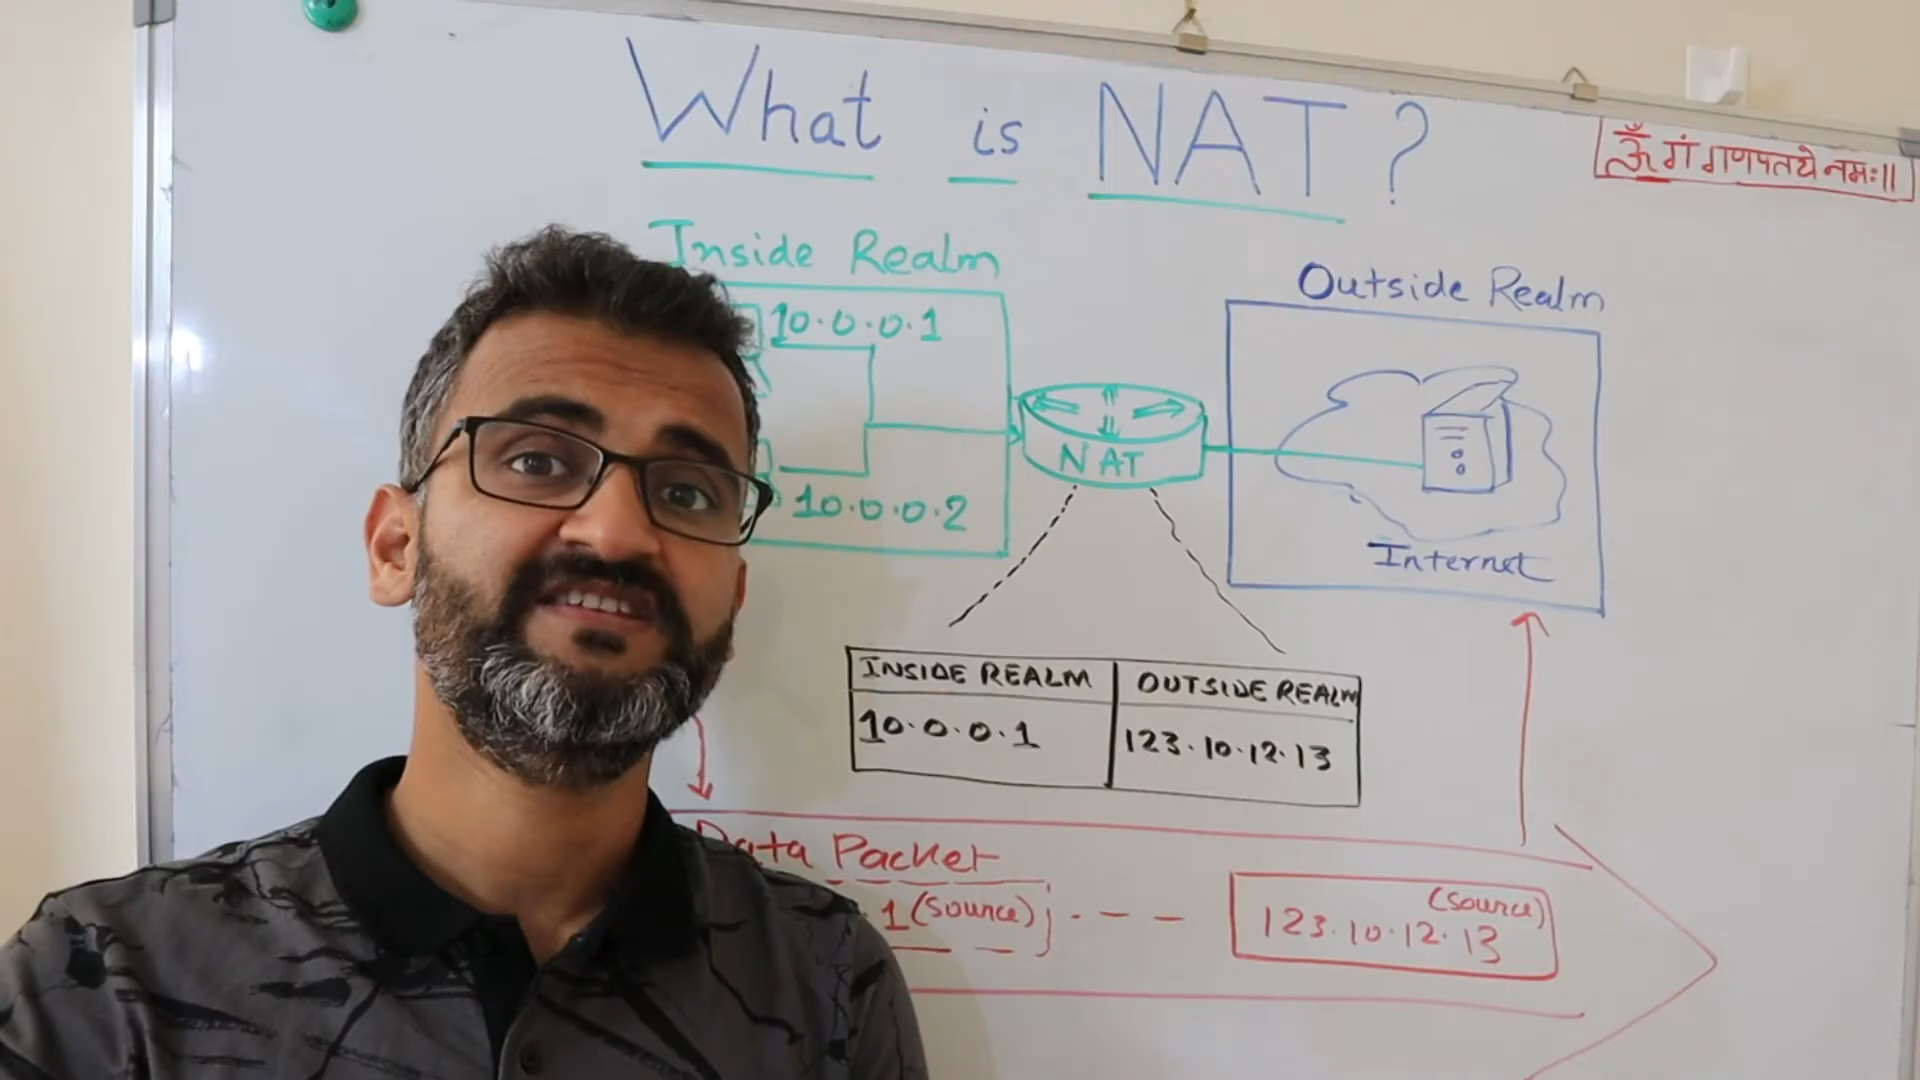 What is NAT?
ॐ गं गणपतये नमः॥
Inside Realm
Outside Realm
10.0.0.1
NAT
10.0.0.2
Internet
INSIDE REALM
OUTSIDE REALM
10.0.0.1
123.10.12.13
Data Packet
1 (source)
(source)
123.10.12.13